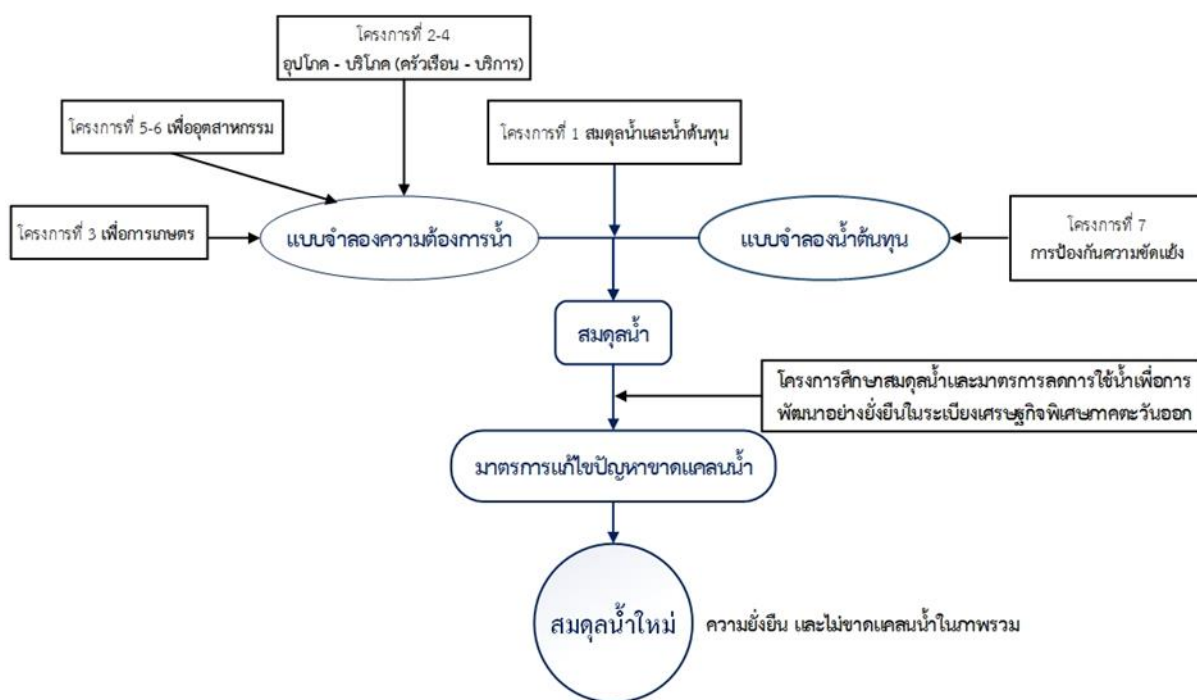 โครงการที่ 2-4
อุปโภค - บริโภค (ครัวเรือน - บริการ)
โครงการที่ 5-6 เพื่ออุตสาหกรรม
โครงการที่ 1 สมดุลน้ำและน้ำต้นทุน
โครงการที่ 3 เพื่อการเกษตร
แบบจำลองความต้องการน้ำ
แบบจำลองน้ำต้นทุน
โครงการที่ 7
การป้องกันความขัดแย้ง
สมดุลน้ำ
โครงการศึกษาสมดุลน้ำและมาตรการลดการใช้น้ำเพื่อการ
พัฒนาอย่างยั่งยืนในระเบียงเศรษฐกิจพิเศษภาคตะวันออก
มาตรการแก้ไขปัญหาขาดแคลนน้ำ
สมดุลน้ำใหม่
ความยั่งยืน และไม่ขาดแคลนน้ำในภาพรวม